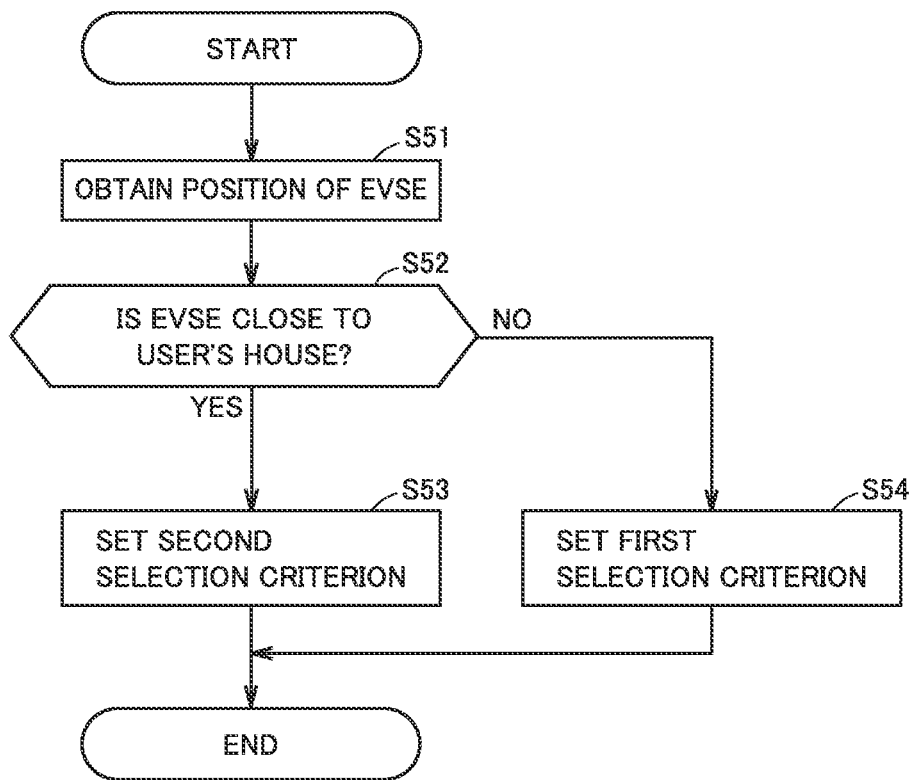 START
S51
OBTAIN POSITION OF EVSE
S52
IS EVSE CLOSE TO
USER'S HOUSE?
NO
YES
S53
SET SECOND
SELECTION CRITERION
S54
SET FIRST
SELECTION CRITERION
END